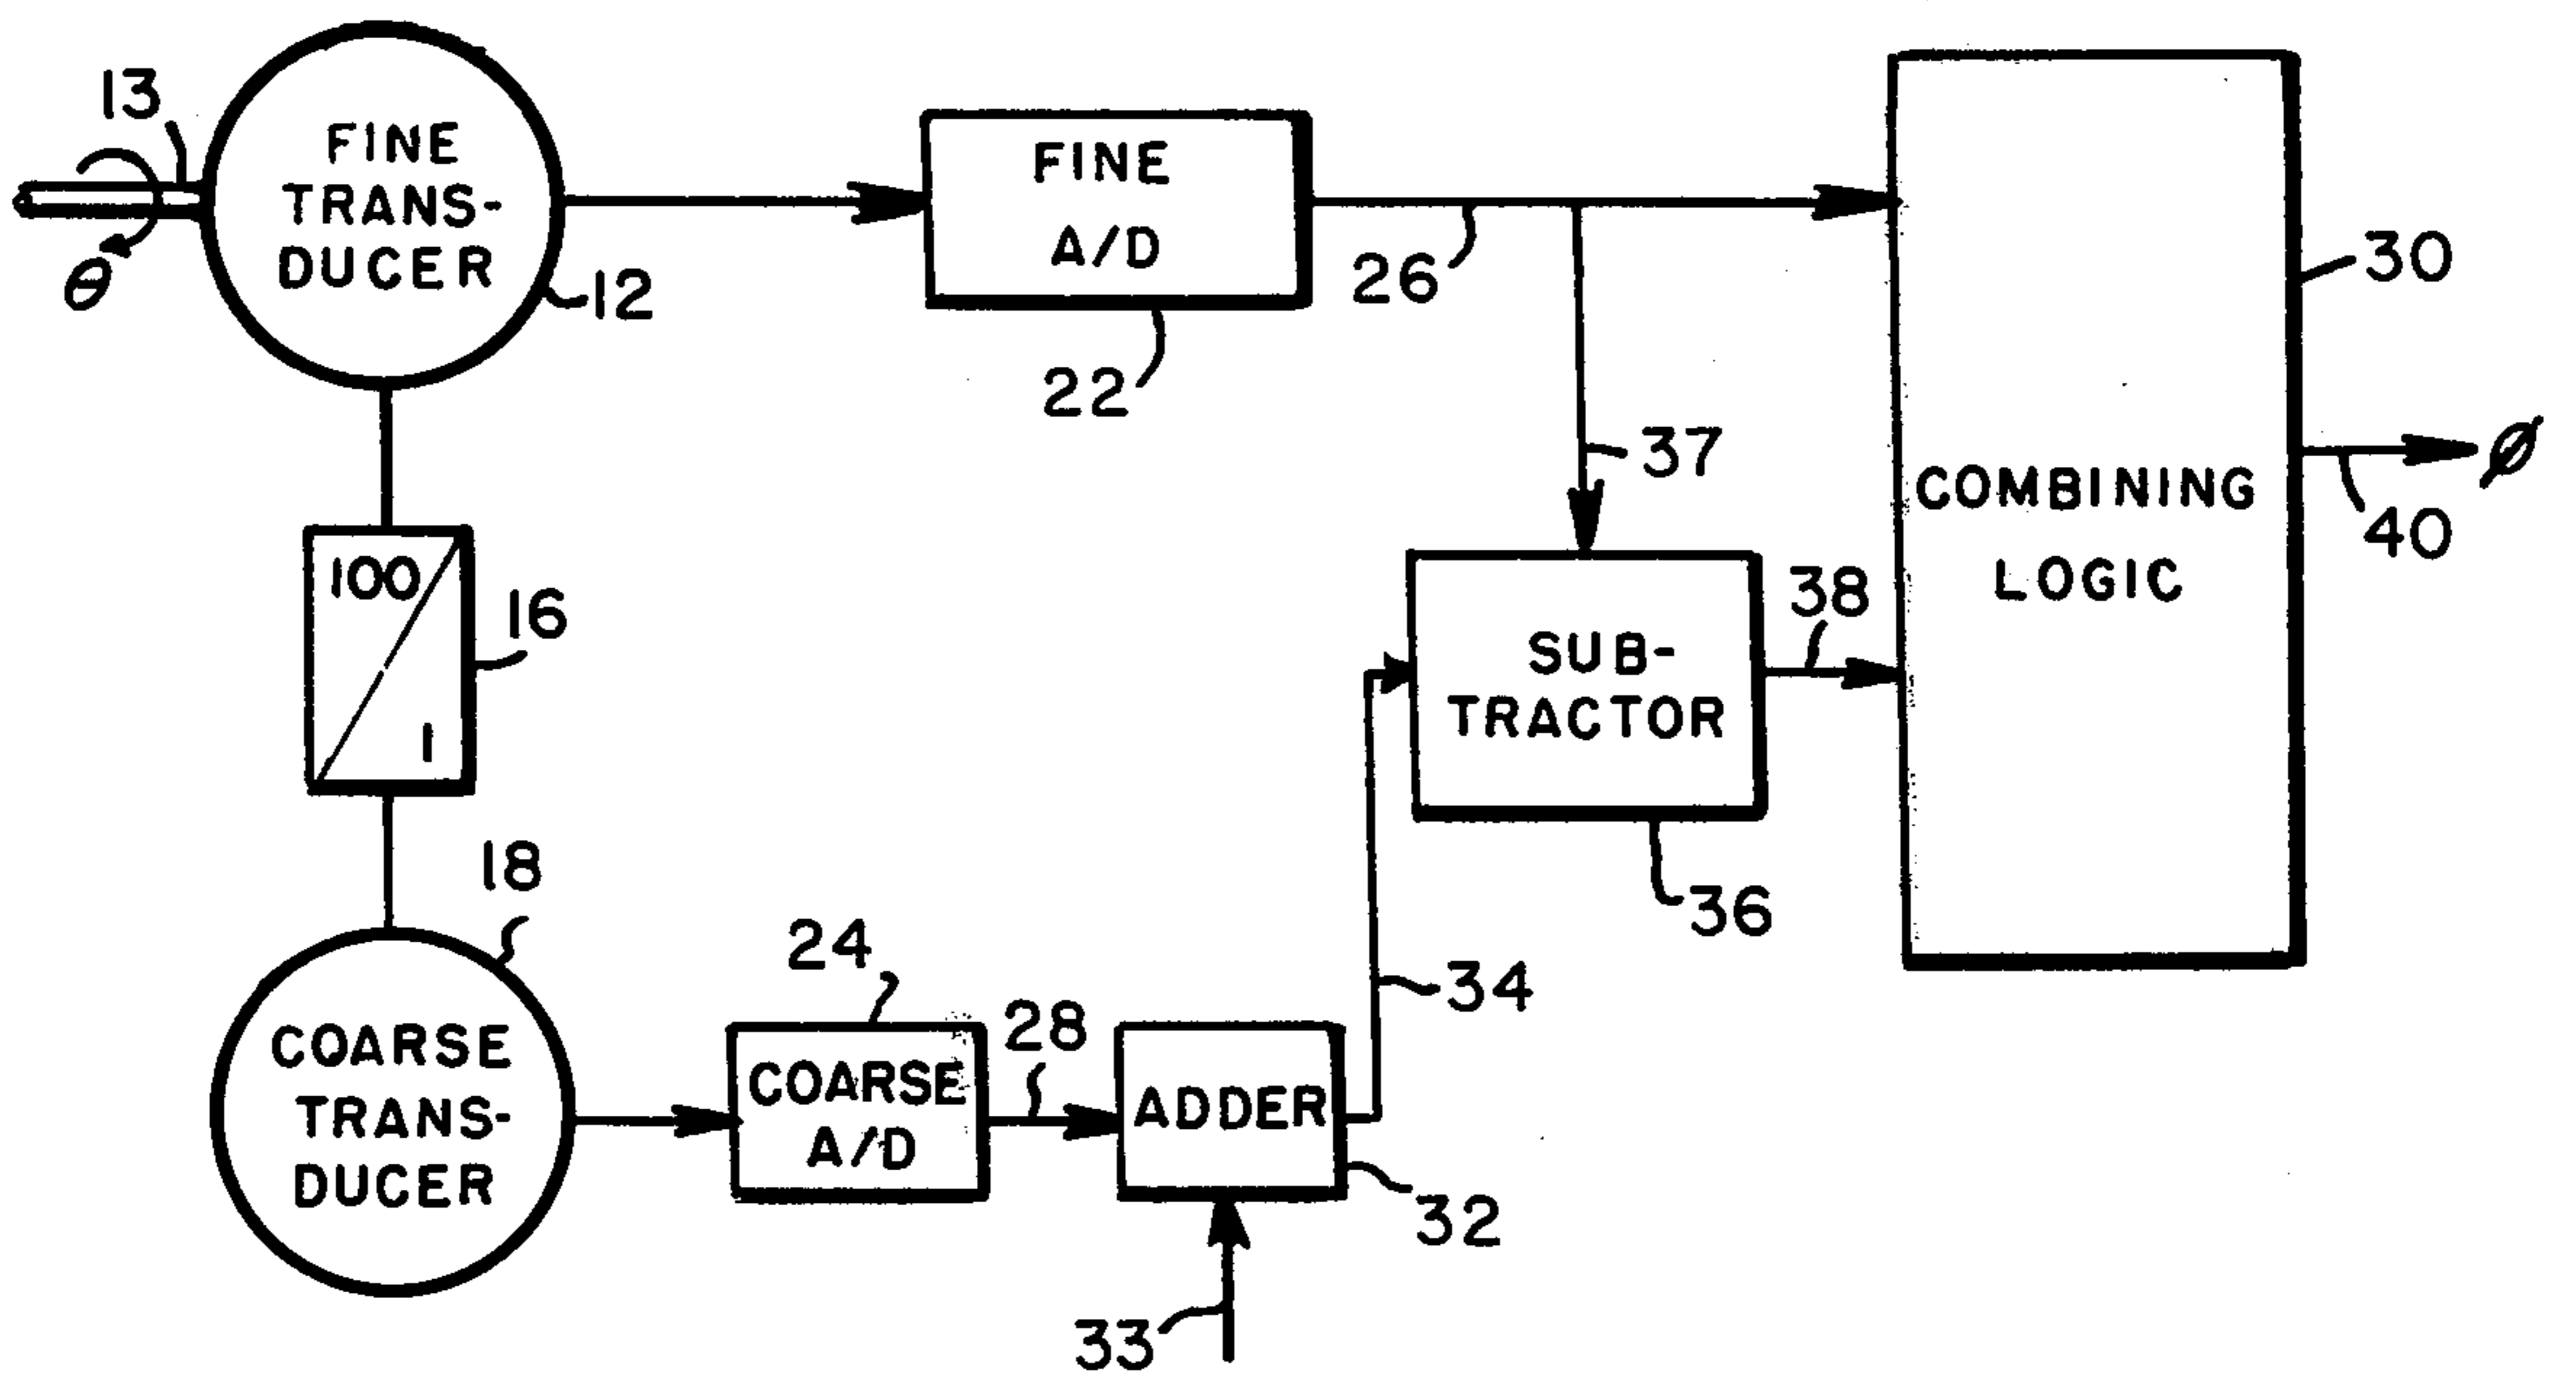 13
FINE
TRANS-
DUCER
θ
12
FINE
A/D
22
26
37
30
COMBINING
LOGIC
ø
40
100
1
16
SUB-
TRACTOR
38
36
18
COARSE
TRANS-
DUCER
24
COARSE
A/D
28
ADDER
34
32
33